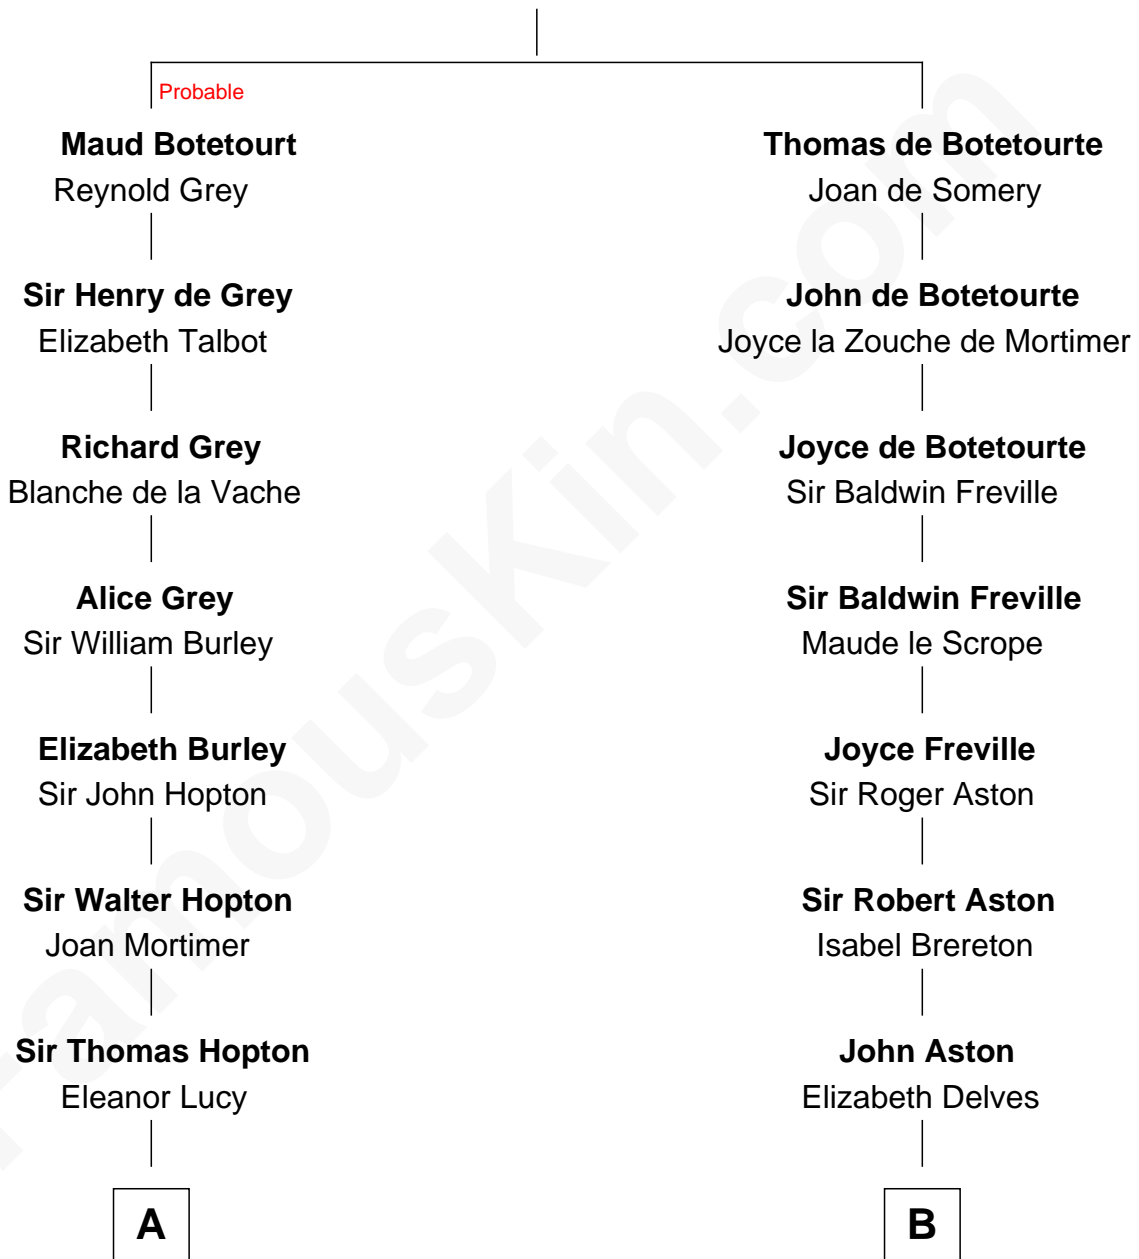 Probable
Maud Botetourt
Reynold Grey
Sir Henry de Grey
Elizabeth Talbot
Richard Grey
Blanche de la Vache
Alice Grey
Sir William Burley
Elizabeth Burley
Sir John Hopton
Sir Walter Hopton
Joan Mortimer
Sir Thomas Hopton
Eleanor Lucy
A
Thomas de Botetourte
Joan de Somery
John de Botetourte
Joyce la Zouche de Mortimer
Joyce de Botetourte
Sir Baldwin Freville
Sir Baldwin Freville
Maude le Scrope
Joyce Freville
Sir Roger Aston
Sir Robert Aston
Isabel Brereton
John Aston
Elizabeth Delves
B
FamousKin.com